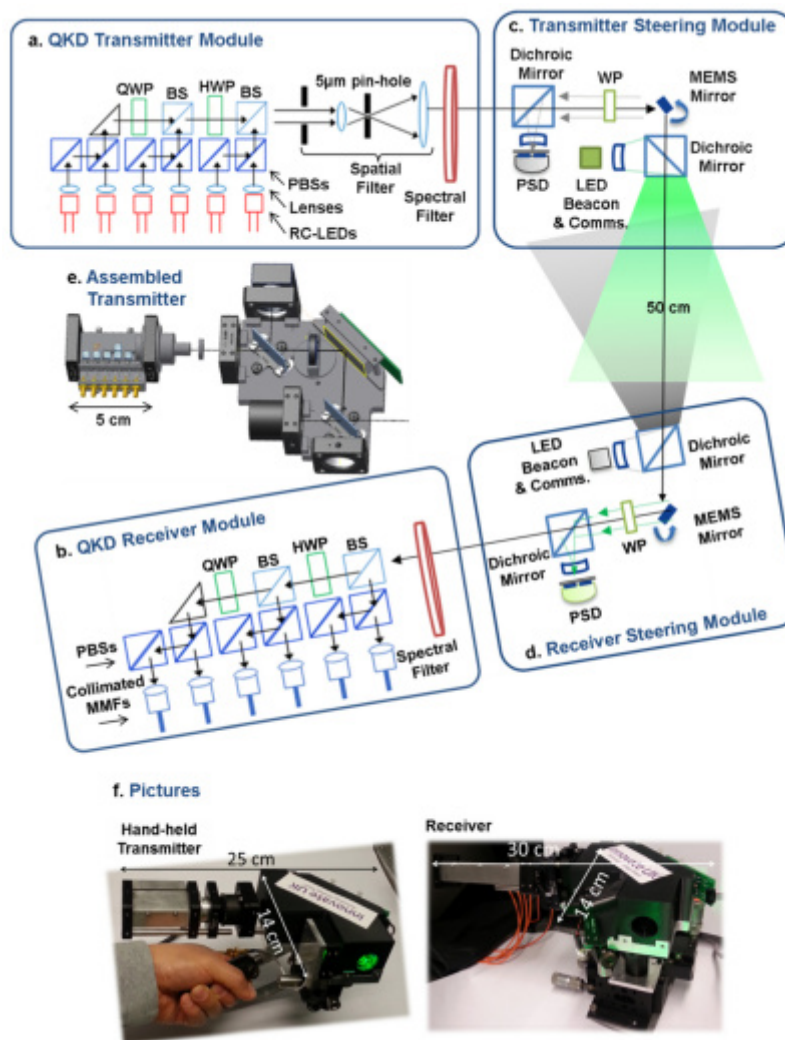 a. QKD Transmitter Module
QWP BS HWP BS
5μm pin-hole
Spatial
Filter
PBSs
Lenses
RC-LEDs
Spectral
Filter
c. Transmitter Steering Module
Dichroic
Mirror
WP
MEMS
Mirror
PSD
LED
Beacon
& Comms.
Dichroic
Mirror
50 cm
e. Assembled
Transmitter
5 cm
LED
Beacon
& Comms.
Dichroic
Mirror
MEMS
Mirror
WP
Dichroic
Mirror
PSD
d. Receiver Steering Module
b. QKD Receiver Module
QWP BS HWP BS
PBSs
Collimated
MMFs
Spectral
Filter
f. Pictures
Hand-held
Transmitter
25 cm
14 cm
innovate UK
Receiver
30 cm
14 cm
innovate UK